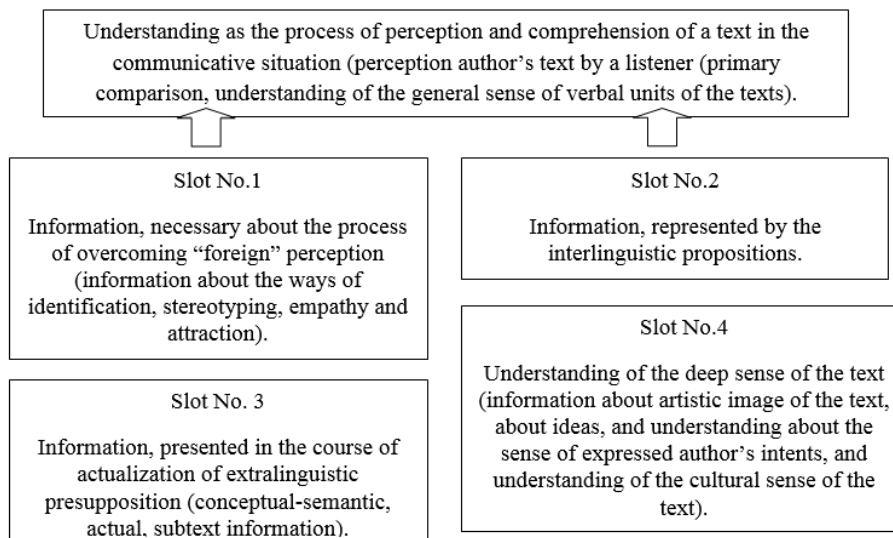 Understanding as the process of perception and comprehension of a text in the
communicative situation (perception author’s text by a listener (primary
comparison, understanding of the general sense of verbal units of the texts).
Slot No.1
Information, necessary about the process
of overcoming “foreign” perception
(information about the ways of
identification, stereotyping, empathy and
attraction).
Slot No.2
Information, represented by the
interlinguistic propositions.
Slot No. 3
Information, presented in the course of
actualization of extralinguistic
presupposition (conceptual-semantic,
actual, subtext information).
Slot No.4
Understanding of the deep sense of the text
(information about artistic image of the text,
about ideas, and understanding about the
sense of expressed author’s intents, and
understanding of the cultural sense of the
text).